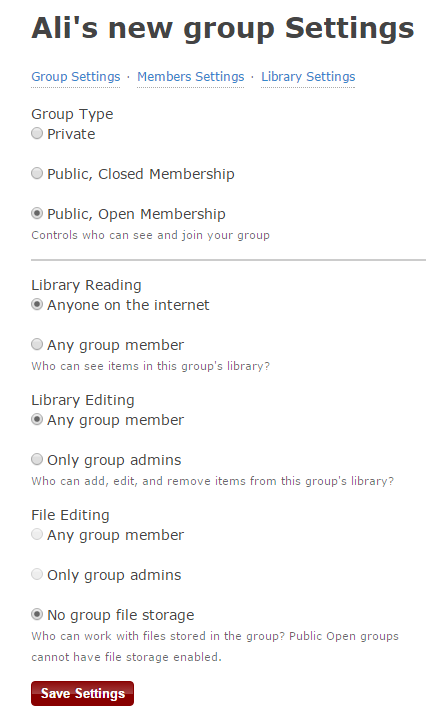 Ali's new group Settings
Group Settings · Members Settings · Library Settings
Group Type
Private
Public, Closed Membership
Public, Open Membership
Controls who can see and join your group
Library Reading
Anyone on the internet
Any group member
Who can see items in this group's library?
Library Editing
Any group member
Only group admins
Who can add, edit, and remove items from this group's library?
File Editing
Any group member
Only group admins
No group file storage
Who can work with files stored in the group? Public Open groups
cannot have file storage enabled.
Save Settings